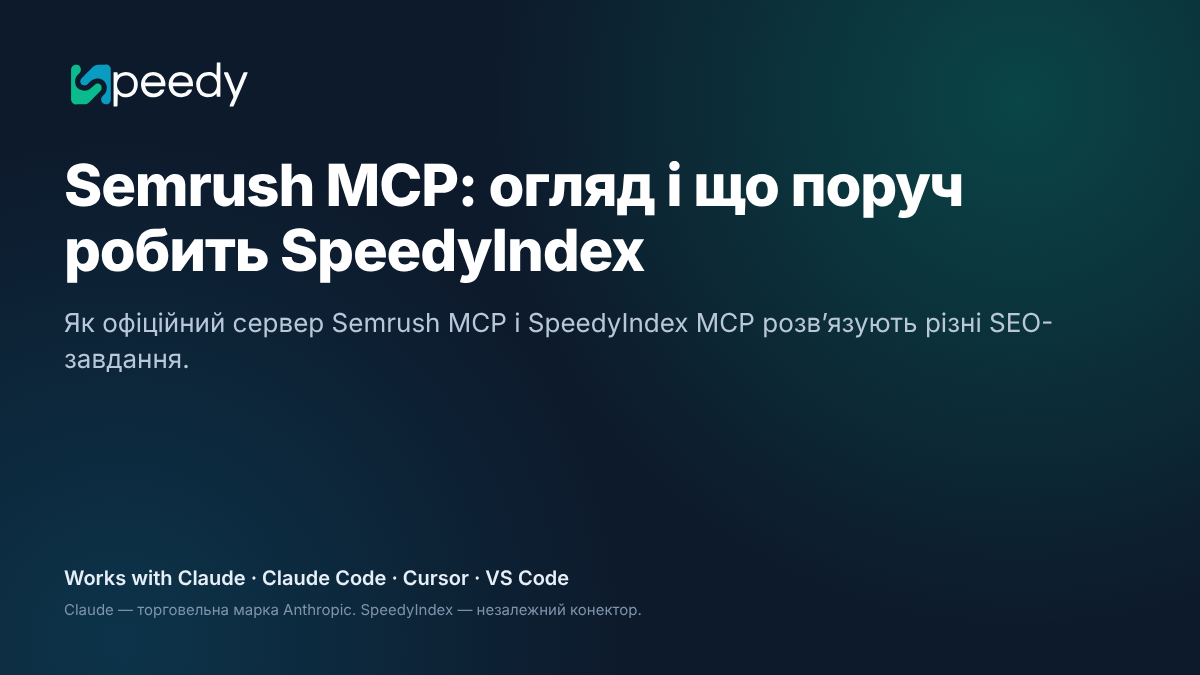 Speedy
Semrush MCP: огляд і що поруч
робить SpeedyIndex
Як офіційний сервер Semrush MCP і SpeedyIndex MCP розв’язують різні SEO-
завдання.
Works with Claude · Claude Code · Cursor · VS Code
Claude — торговельна марка Anthropic. SpeedyIndex — незалежний конектор.